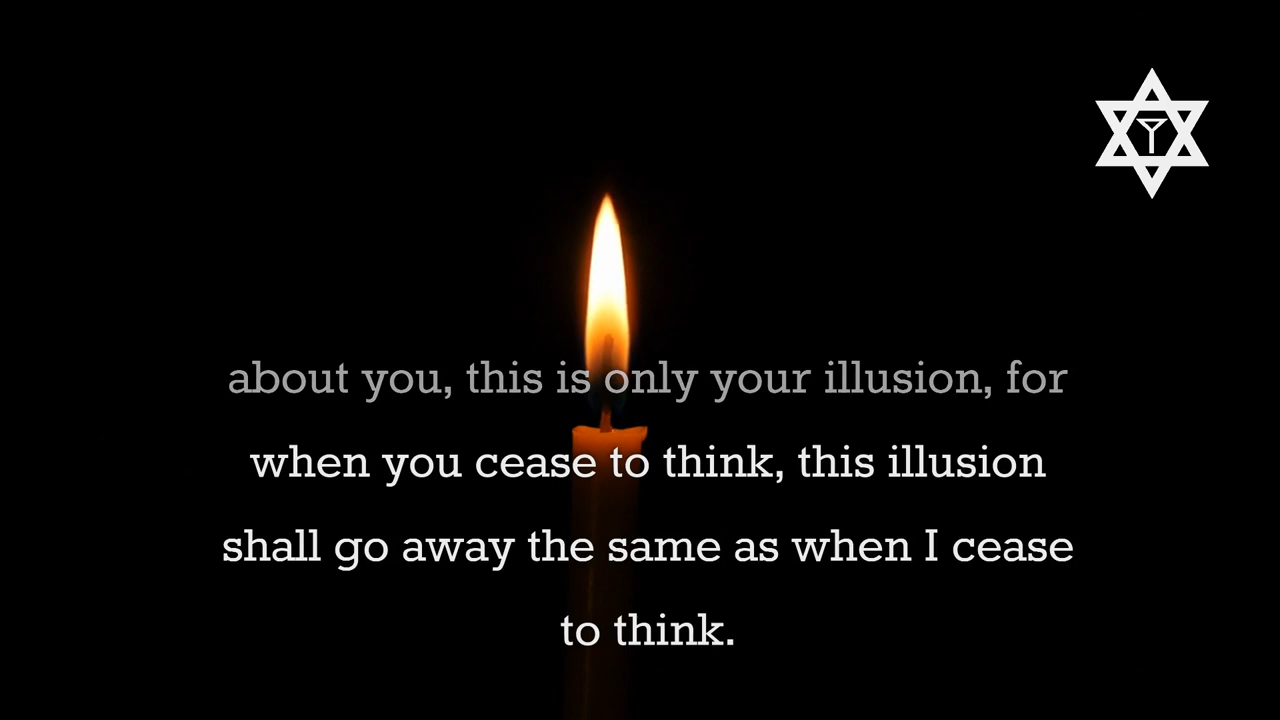 about you, this is only your illusion, for
when you cease to think, this illusion
shall go away the same as when I cease
to think.